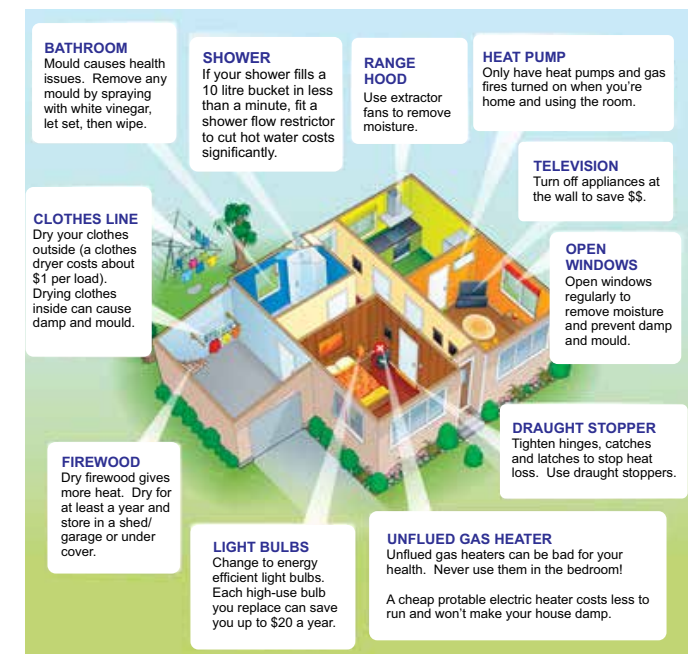 BATHROOM
Mould causes health
issues.  Remove any
mould by spraying
with white vinegar,
let set, then wipe.
SHOWER
If your shower fills a
10 litre bucket in less
than a minute, fit a
shower flow restrictor
to cut hot water costs
significantly.
RANGE
HOOD
Use extractor
fans to remove
moisture.
HEAT PUMP
Only have heat pumps and gas
fires turned on when you're
home and using the room.
TELEVISION
Turn off appliances at
the wall to save $$.
CLOTHES LINE
Dry your clothes
outside (a clothes
dryer costs about
$1 per load).
Drying clothes
inside can cause
damp and mould.
OPEN
WINDOWS
Open windows
regularly to
remove moisture
and prevent damp
and mould.
DRAUGHT STOPPER
Tighten hinges, catches
and latches to stop heat
loss.  Use draught stoppers.
FIREWOOD
Dry firewood gives
more heat.  Dry for
at least a year and
store in a shed/
garage or under
cover.
LIGHT BULBS
Change to energy
efficient light bulbs.
Each high-use bulb
you replace can save
you up to $20 a year.
UNFLUED GAS HEATER
Unflued gas heaters can be bad for your
health.  Never use them in the bedroom!
A cheap protable electric heater costs less to
run and won't make your house damp.